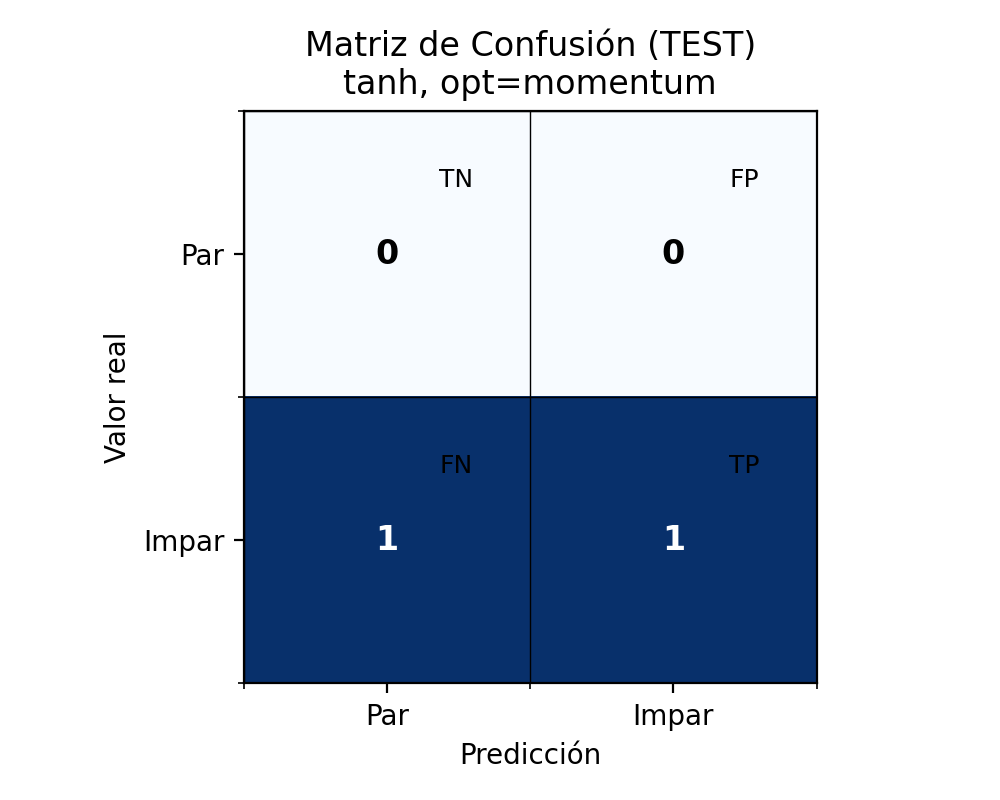 Matriz de Confusión (TEST)
tanh, opt=momentum
TN
FP
Par
0
0
Valor real
FN
TP
Impar
1
1
Par
Impar
Predicción